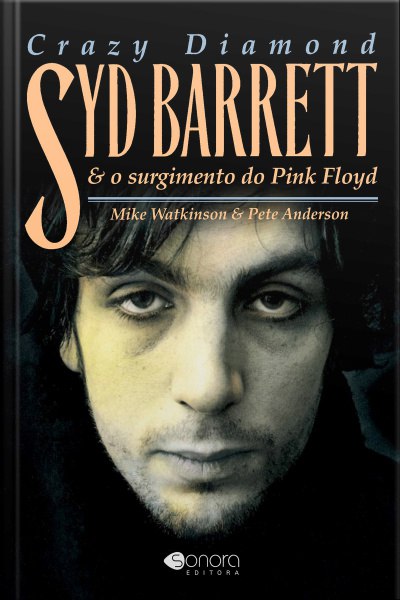 Crazy Diamond
SYD BARRETT
& o surgimento do Pink Floyd
Mike Watkinson & Pete Anderson
sonora
EDITORA